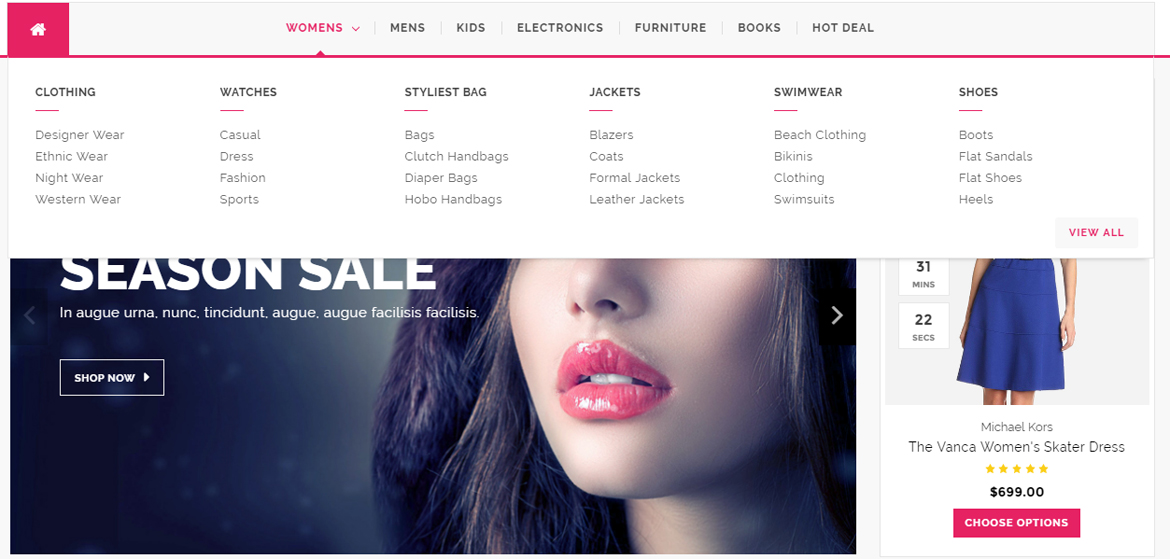 WOMENS MENS KIDS ELECTRONICS FURNITURE BOOKS HOT DEAL
CLOTHING WATCHES STYLIEST BAG JACKETS SWIMWEAR SHOES
Designer Wear Casual Bags Blazers Beach Clothing Boots
Ethnic Wear Dress Clutch Handbags Coats Bikinis Flat Sandals
Night Wear Fashion Diaper Bags Formal Jackets Clothing Flat Shoes
Western Wear Sports Hobo Handbags Leather Jackets Swimsuits Heels
VIEW ALL
SEASON SALE
In augue urna, nunc, tincidunt, augue, augue facilisis facilisis.
SHOP NOW
31
MINS
22
SECS
Michael Kors
The Vanca Women's Skater Dress
$699.00
CHOOSE OPTIONS